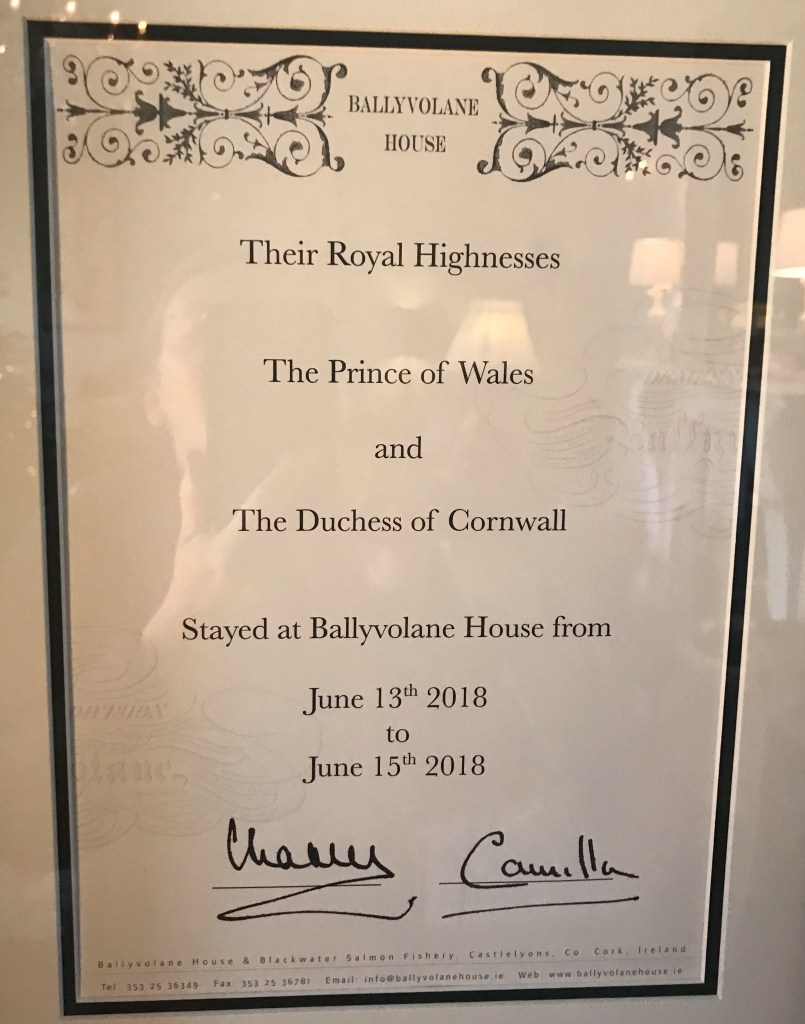 BALLYVOLANE
HOUSE
Their Royal Highnesses
The Prince of Wales
and
The Duchess of Cornwall
Stayed at Ballyvolane House from
June 13th 2018
to
June 15th 2018
Charles Camilla
Ballyvolane House & Blackwater Salmon Fishery, Castlelyons, Co Cork, Ireland
Tel 353 25 36349 Fax: 353 25 36781 Email: info@ballyvolanehouse.ie Web www.ballyvolanehouse.ie